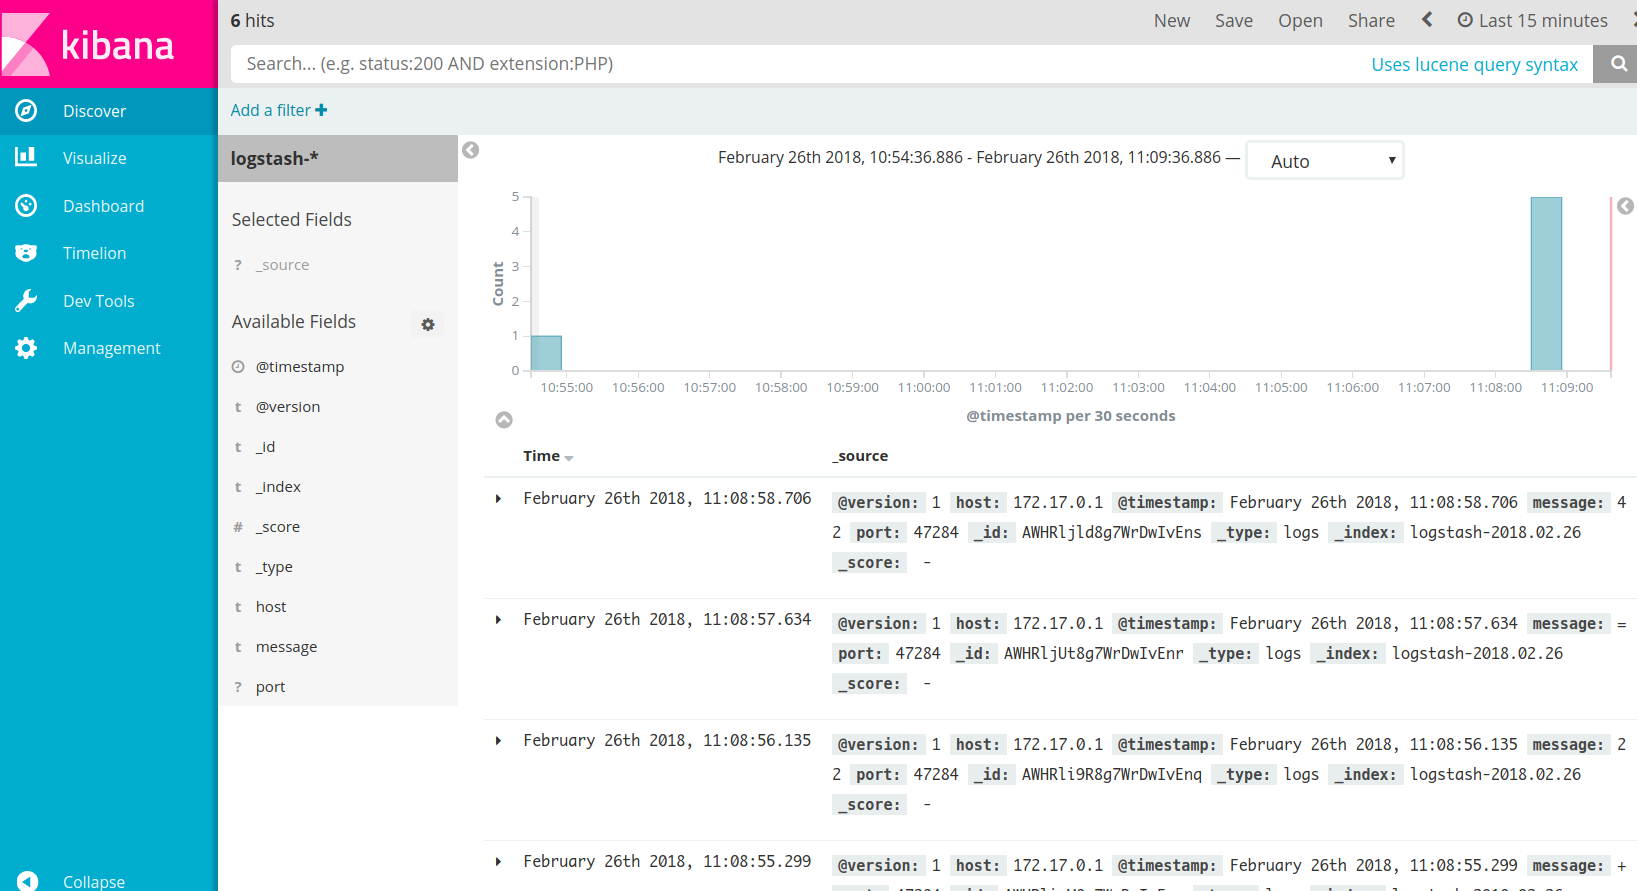 kibana
Discover
Visualize
Dashboard
Timelion
Dev Tools
Management
Collapse
6 hits
New Save Open Share Last 15 minutes
Search... (e.g. status:200 AND extension:PHP) Uses lucene query syntax
Add a filter +
logstash-*
Selected Fields
? _source
Available Fields
@timestamp
t @version
t _id
t _index
# _score
t _type
t host
t message
? port
February 26th 2018, 10:54:36.886 - February 26th 2018, 11:09:36.886 — Auto
Count
5
4
3
2
1
0
10:55:00 10:56:00 10:57:00 10:58:00 10:59:00 11:00:00 11:01:00 11:02:00 11:03:00 11:04:00 11:05:00 11:06:00 11:07:00 11:08:00 11:09:00
@timestamp per 30 seconds
Time _source
February 26th 2018, 11:08:58.706 @version: 1 host: 172.17.0.1 @timestamp: February 26th 2018, 11:08:58.706 message: 4
2 port: 47284 _id: AWHRljld8g7WrDwIvEns _type: logs _index: logstash-2018.02.26
_score: -
February 26th 2018, 11:08:57.634 @version: 1 host: 172.17.0.1 @timestamp: February 26th 2018, 11:08:57.634 message: =
port: 47284 _id: AWHRljUt8g7WrDwIvEnr _type: logs _index: logstash-2018.02.26
_score: -
February 26th 2018, 11:08:56.135 @version: 1 host: 172.17.0.1 @timestamp: February 26th 2018, 11:08:56.135 message: 2
2 port: 47284 _id: AWHRli9R8g7WrDwIvEnq _type: logs _index: logstash-2018.02.26
_score: -
February 26th 2018, 11:08:55.299 @version: 1 host: 172.17.0.1 @timestamp: February 26th 2018, 11:08:55.299 message: +